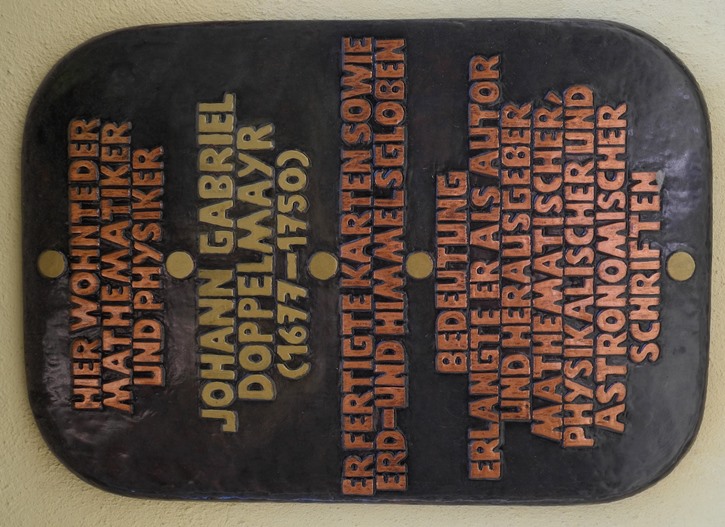 HIER WOHNTE DER
MATHEMATIKER
UND PHYSIKER
JOHANN GABRIEL
DOPPELMAYR
(1677–1750)
ER FERTIGTE KARTEN SOWIE
ERD-UND HIMMELSGLOBEN
BEDEUTUNG
ERLANGTE ER ALS AUTOR
UND HERAUSGEBER
MATHEMATISCHER,
PHYSIKALISCHER UND
ASTRONOMISCHER
SCHRIFTEN